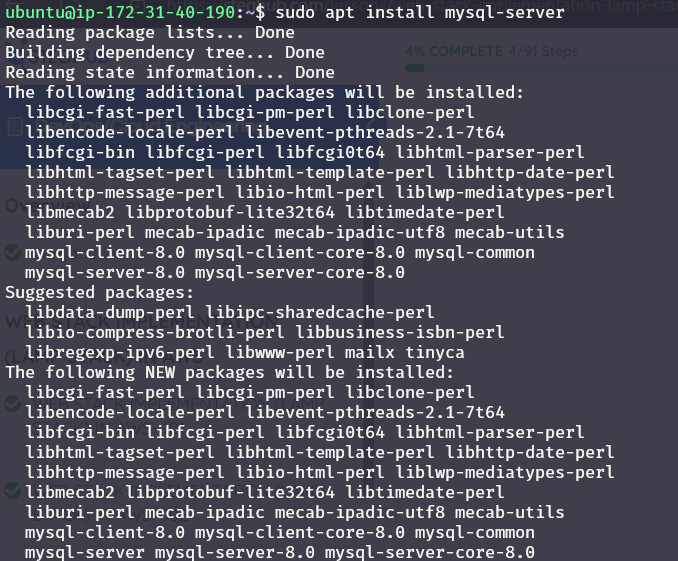 ubuntu@ip-172-31-40-190:~$ sudo apt install mysql-server
Reading package lists... Done
Building dependency tree... Done
4% COMPLETE 4/91 Steps
Reading state information... Done
The following additional packages will be installed:
libcgi-fast-perl libcgi-pm-perl libclone-perl
libencode-locale-perl libevent-pthreads-2.1-7t64
libfcgi-bin libfcgi-perl libfcgi0t64 libhtml-parser-perl
libhtml-tagset-perl libhtml-template-perl libhttp-date-perl
libhttp-message-perl libio-html-perl liblwp-mediatypes-perl
libmecab2 libprotobuf-lite32t64 libtimedate-perl
liburi-perl mecab-ipadic mecab-ipadic-utf8 mecab-utils
mysql-client-8.0 mysql-client-core-8.0 mysql-common
mysql-server-8.0 mysql-server-core-8.0
Suggested packages:
libdata-dump-perl libipc-sharedcache-perl
libio-compress-brotli-perl libbusiness-isbn-perl
libregexp-ipv6-perl libwww-perl mailx tinyca
The following NEW packages will be installed:
libcgi-fast-perl libcgi-pm-perl libclone-perl
libencode-locale-perl libevent-pthreads-2.1-7t64
libfcgi-bin libfcgi-perl libfcgi0t64 libhtml-parser-perl
libhtml-tagset-perl libhtml-template-perl libhttp-date-perl
libhttp-message-perl libio-html-perl liblwp-mediatypes-perl
libmecab2 libprotobuf-lite32t64 libtimedate-perl
liburi-perl mecab-ipadic mecab-ipadic-utf8 mecab-utils
mysql-client-8.0 mysql-client-core-8.0 mysql-common
mysql-server mysql-server-8.0 mysql-server-core-8.0